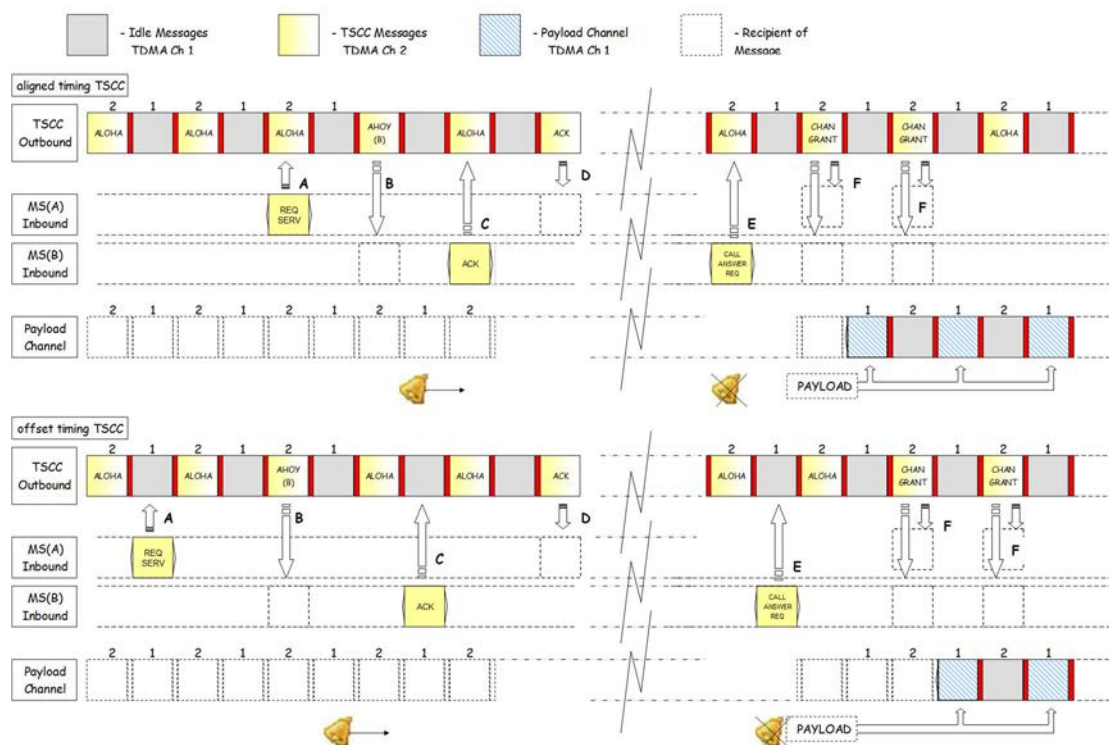 - Idle Messages
TDMA Ch 1
- TSCC Messages
TDMA Ch 2
- Payload Channel
TDMA Ch 1
- Recipient of
Message
aligned timing TSCC
2 1 2 1 2 1 2 2 2 2 1 2 1 2 1 2 1
TSCC
Outbound
ALOHA
ALOHA
ALOHA
AHOY
(B)
ALOHA
ACK
ALOHA
CHAN
GRANT
CHAN
GRANT
ALOHA
A
B
C
D
E
F
F
MS(A)
Inbound
REQ
SERV
MS(B)
Inbound
ACK
CALL
ANSWER
REQ
Payload
Channel
2 1 2 1 2 1 2 1 2 2 1 2 1 2 1
PAYLOAD
offset timing TSCC
2 1 2 1 2 1 2 1 2 2 2 1 2 1 2 1 2 1
TSCC
Outbound
ALOHA
ALOHA
AHOY
(B)
ALOHA
ALOHA
ACK
ALOHA
ALOHA
CHAN
GRANT
CHAN
GRANT
A
B
C
D
E
F
F
MS(A)
Inbound
REQ
SERV
MS(B)
Inbound
ACK
CALL
ANSWER
REQ
Payload
Channel
2 1 2 1 2 2 1 2 1 2 1 2 1
PAYLOAD